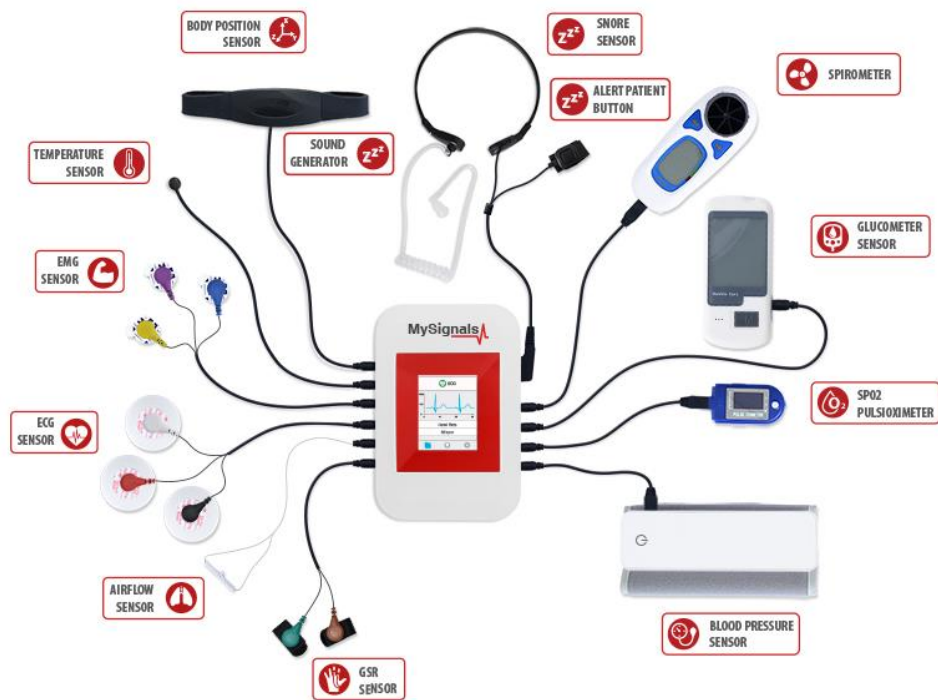 BODY POSITION
SENSOR
SNORE
SENSOR
ALERT PATIENT
BUTTON
SPIROMETER
SOUND
GENERATOR
TEMPERATURE
SENSOR
GLUCOMETER
SENSOR
EMG
SENSOR
MySignals
ECG
SPO2
PULSIOXIMETER
ECG
SENSOR
AIRFLOW
SENSOR
BLOOD PRESSURE
SENSOR
GSR
SENSOR